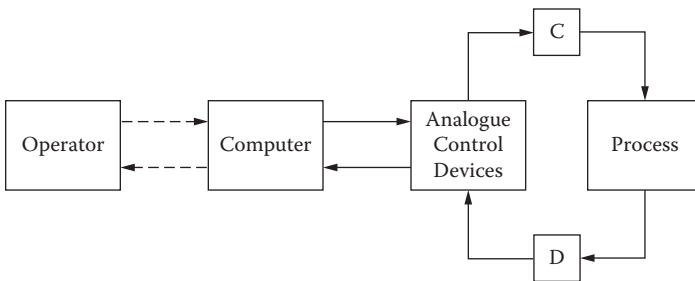 Operator
Computer
Analogue
Control
Devices
C
Process
D